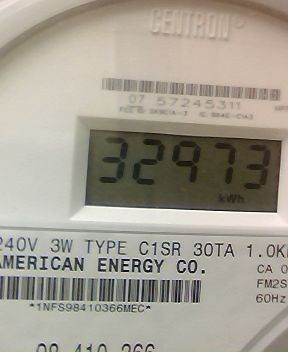 CENTRON
07 57245311
32973
kWh
240V 3W TYPE C1SR 30TA 1.0K
AMERICAN ENERGY CO.
CA 0
FM2S
60Hz
*1NFS98410366MEC*
98 410 366